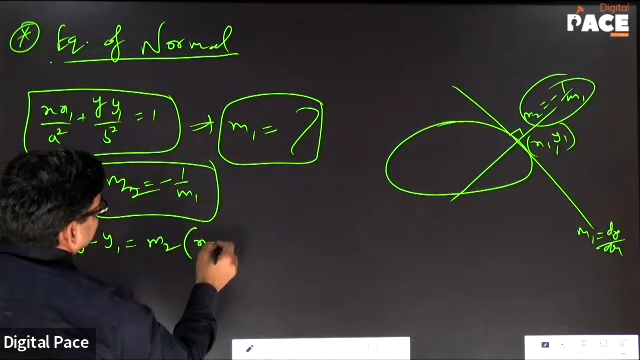 Digital
PACE
* Eq. of Normal
xx₁/a² + yy₁/b² = 1 ⇒ m₁ = ?
m₂ = -1/m₁
m₂ = -1/m₁
(x₁, y₁)
y - y₁ = m₂ (x
m₁ = dy/dx
Digital Pace